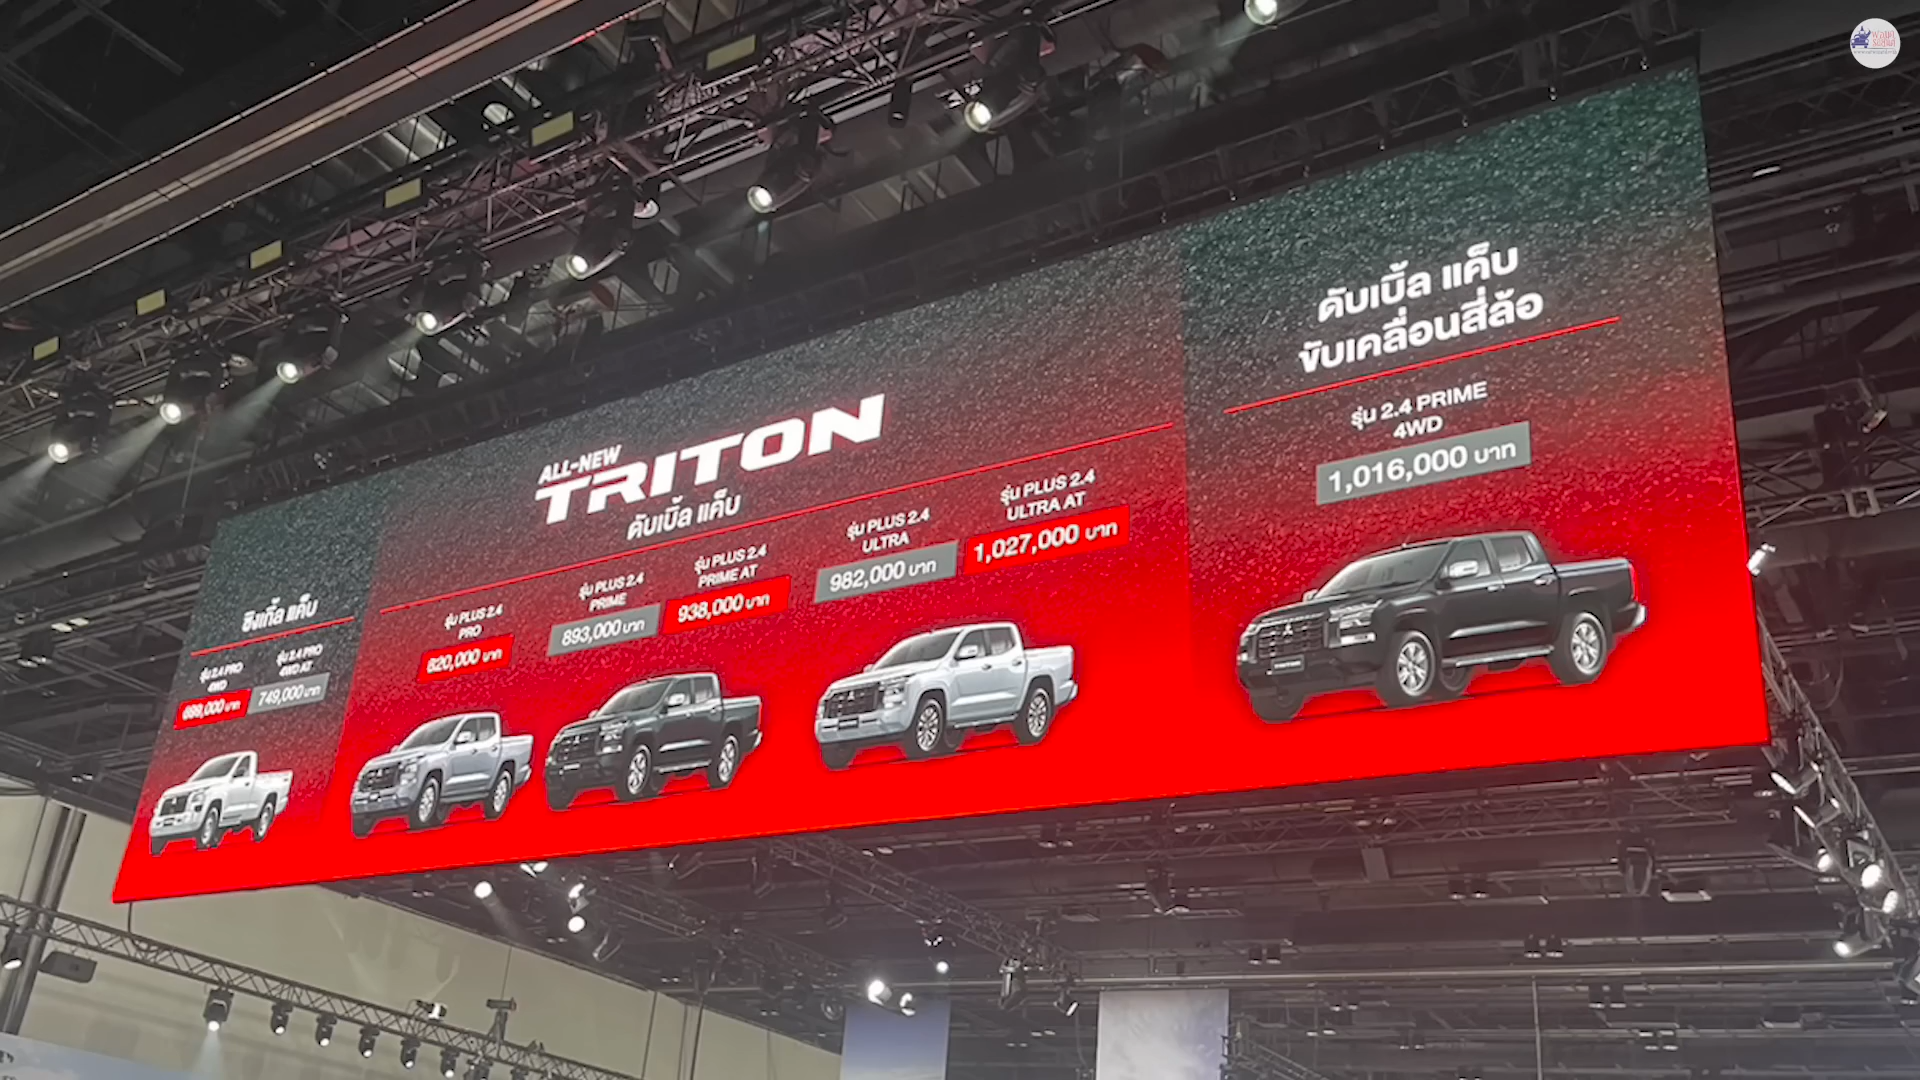 ALL-NEW
TRITON
ซิงเกิ้ล แค็บ
รุ่น 2.4 PRO
4WD
699,000 บาท
รุ่น 2.4 PRO
4WD AT
749,000 บาท
ดับเบิ้ล แค็บ
รุ่น PLUS 2.4
PRO
820,000 บาท
รุ่น PLUS 2.4
PRIME
893,000 บาท
รุ่น PLUS 2.4
PRIME AT
938,000 บาท
รุ่น PLUS 2.4
ULTRA
982,000 บาท
รุ่น PLUS 2.4
ULTRA AT
1,027,000 บาท
ดับเบิ้ล แค็บ
ขับเคลื่อนสี่ล้อ
รุ่น 2.4 PRIME
4WD
1,016,000 บาท